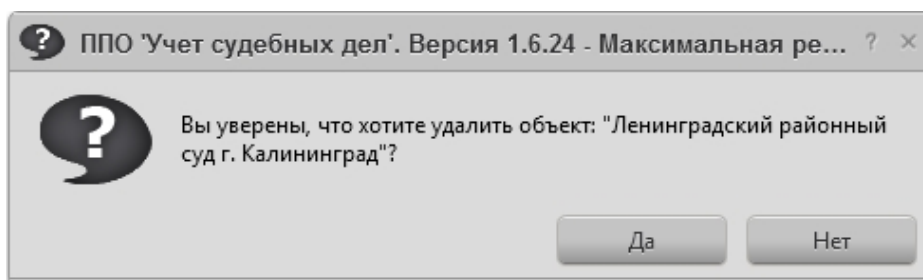 ППО 'Учет судебных дел'. Версия 1.6.24 - Максимальная ре...
Вы уверены, что хотите удалить объект: "Ленинградский районный
суд г. Калининград"?
Да Нет